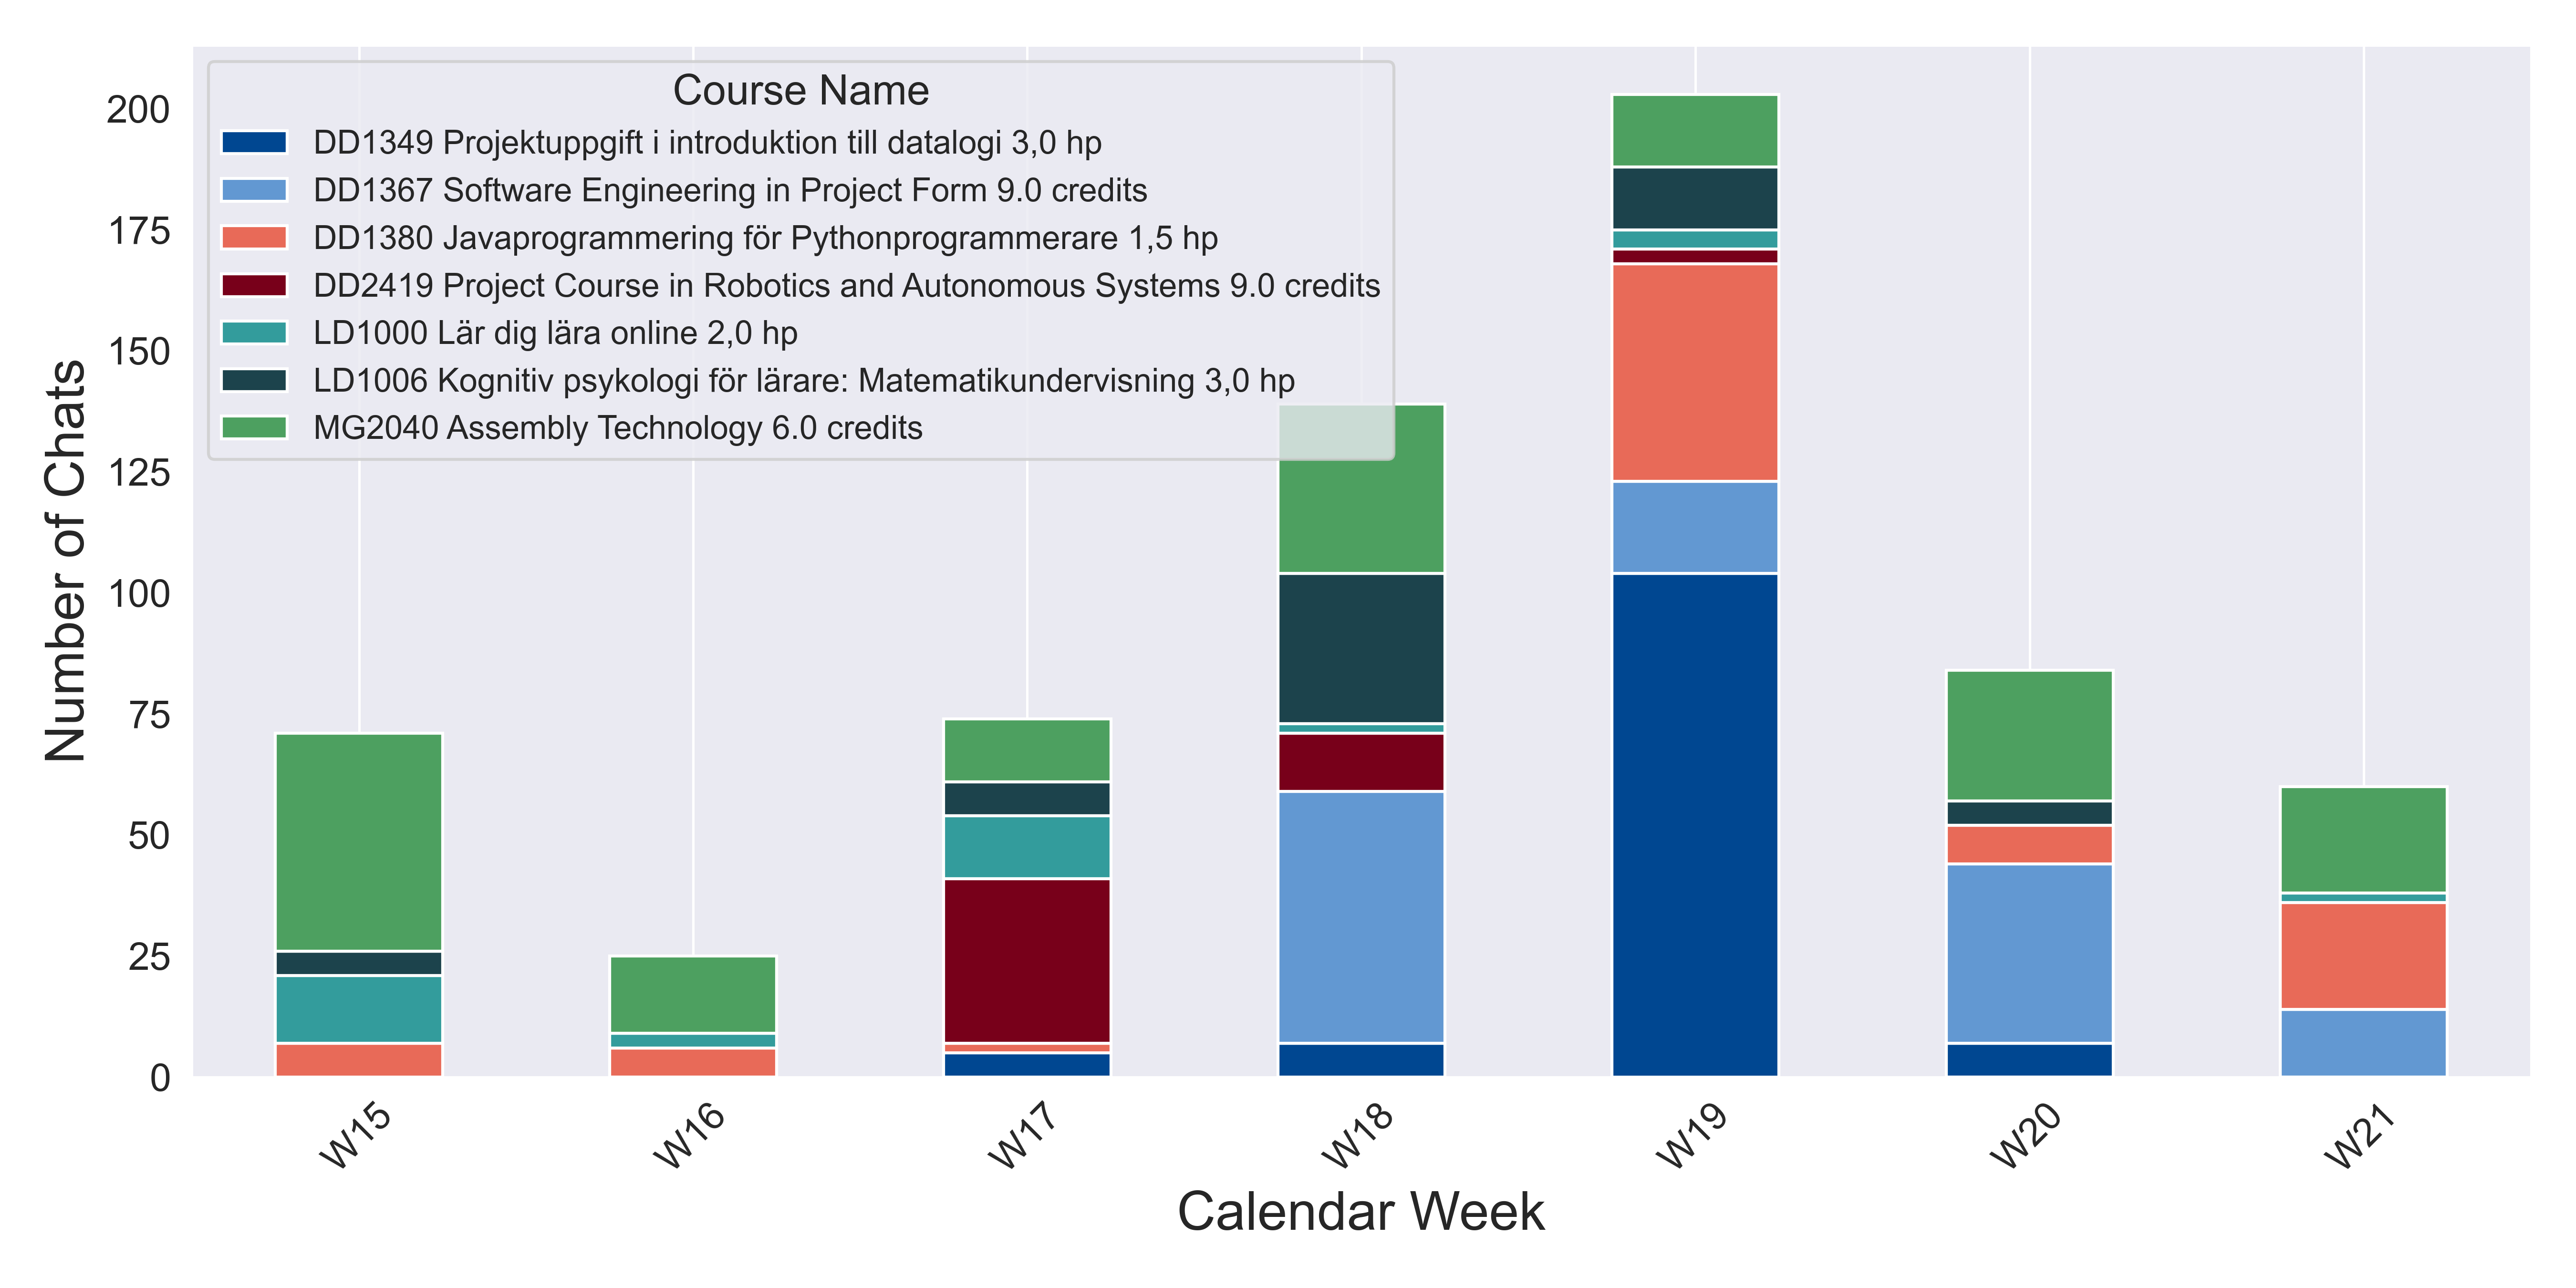 Course Name
DD1349 Projektuppgift i introduktion till datalogi 3,0 hp
DD1367 Software Engineering in Project Form 9.0 credits
DD1380 Javaprogrammering för Pythonprogrammerare 1,5 hp
DD2419 Project Course in Robotics and Autonomous Systems 9.0 credits
LD1000 Lär dig lära online 2,0 hp
LD1006 Kognitiv psykologi för lärare: Matematikundervisning 3,0 hp
MG2040 Assembly Technology 6.0 credits
Number of Chats
200
175
150
125
100
75
50
25
0
W15 W16 W17 W18 W19 W20 W21
Calendar Week